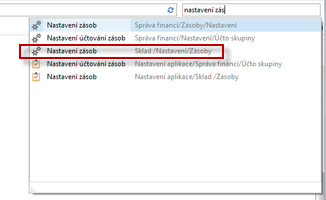 nastavení zás
Nastavení zásob Správa financí/Zásoby/Nastavení
Nastavení účtování zásob Správa financí/Nastavení/Účto skupiny
Nastavení zásob Sklad /Nastavení/Zásoby
Nastavení účtování zásob Nastavení aplikace/Správa financí/Účto skupiny
Nastavení zásob Nastavení aplikace/Sklad /Zásoby